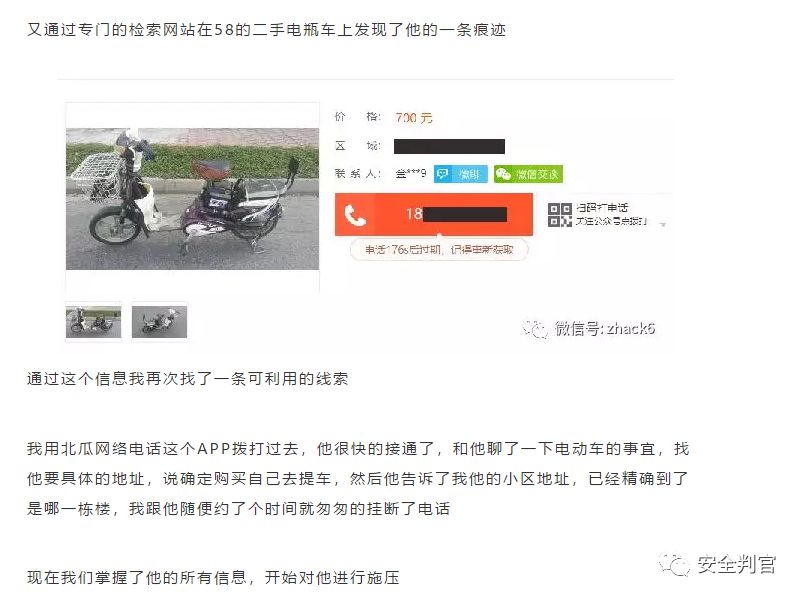 又通过专门的检索网站在58的二手电瓶车上发现了他的一条痕迹
价 格: 700 元
区 域:
联系人: 金***9 微聊 微信交谈
18
扫码打电话
关注公众号点拨打
电话176s后过期，记得重新获取
微信号: zhack6
通过这个信息我再次找了一条可利用的线索
我用北瓜网络电话这个APP拨打过去，他很快的接通了，和他聊了一下电动车的事宜，找
他要具体的地址，说确定购买自己去提车，然后他告诉了我他的小区地址，已经精确到了
是哪一栋楼，我跟他随便约了个时间就匆匆的挂断了电话
现在我们掌握了他的所有信息，开始对他进行施压
安全判官